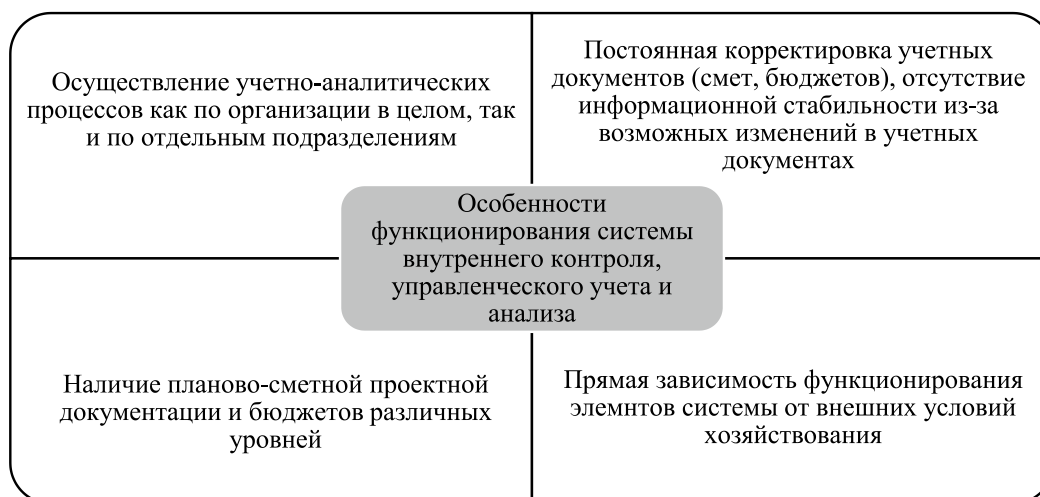 Осуществление учетно-аналитических
процессов как по организации в целом, так
и по отдельным подразделениям
Постоянная корректировка учетных
документов (смет, бюджетов), отсутствие
информационной стабильности из-за
возможных изменений в учетных
документах
Особенности
функционирования системы
внутреннего контроля,
управленческого учета и
анализа
Наличие планово-сметной проектной
документации и бюджетов различных
уровней
Прямая зависимость функционирования
элемнтов системы от внешних условий
хозяйствования